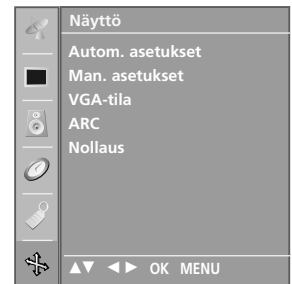 Näyttö
Autom. asetukset
Man. asetukset
VGA-tila
ARC
Nollaus
▲▼ ◄► OK MENU